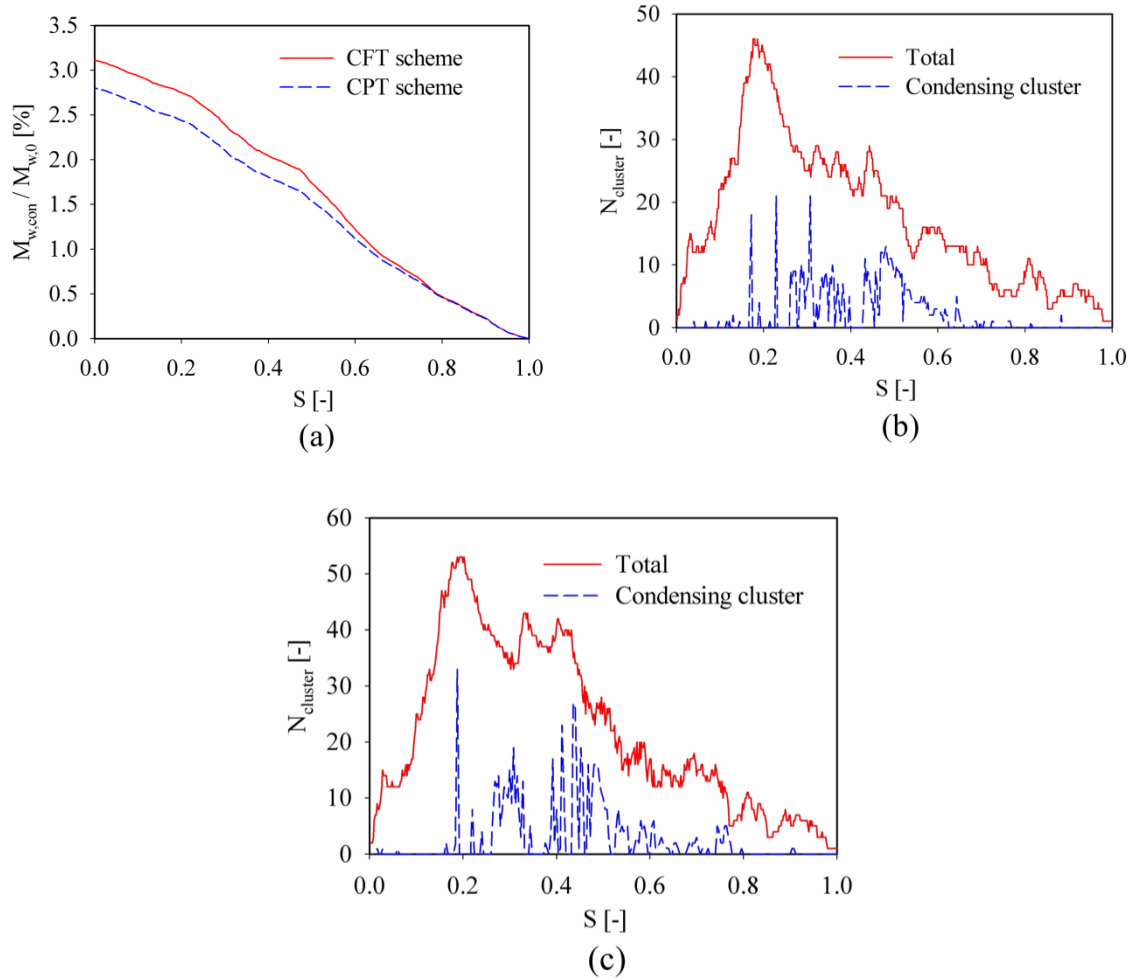 3.5
3.0
2.5
2.0
1.5
1.0
0.5
0.0
M_w,con / M_w,0 [%]
CFT scheme
CPT scheme
0.0 0.2 0.4 0.6 0.8 1.0
S [-]
(a)
50
40
30
20
10
0
N_cluster [-]
Total
Condensing cluster
0.0 0.2 0.4 0.6 0.8 1.0
S [-]
(b)
60
50
40
30
20
10
0
N_cluster [-]
Total
Condensing cluster
0.0 0.2 0.4 0.6 0.8 1.0
S [-]
(c)